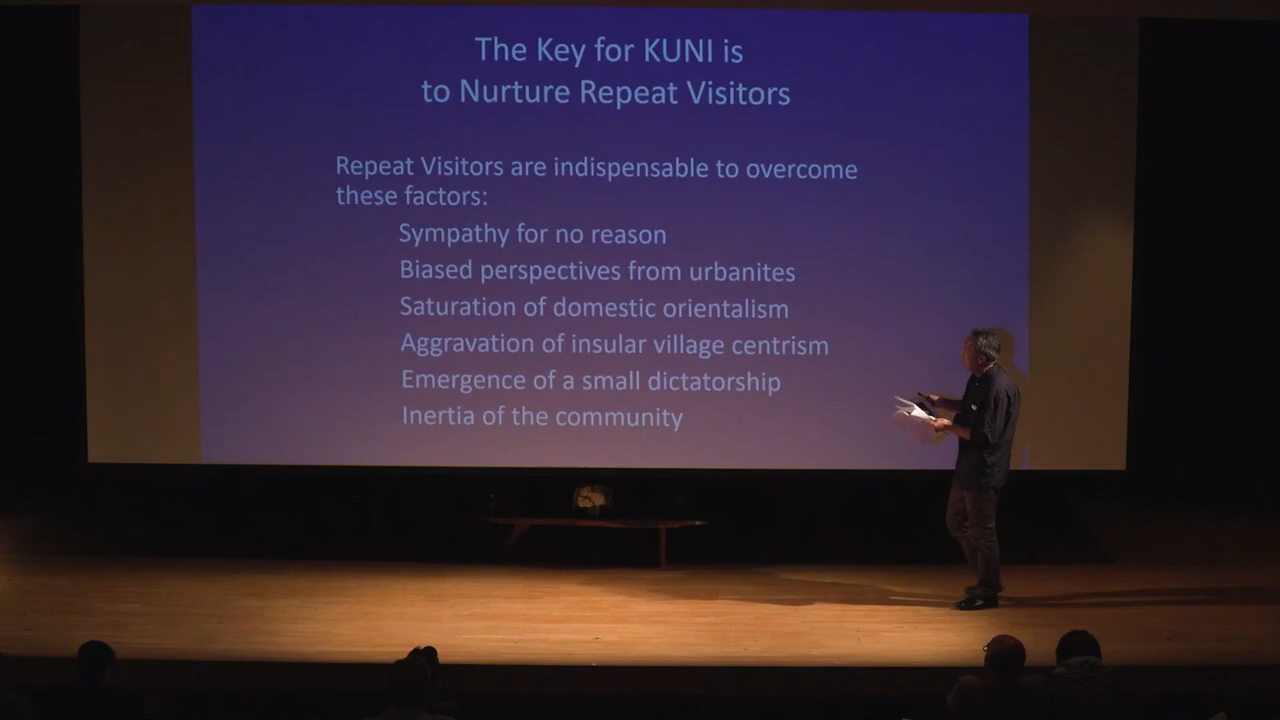 The Key for KUNI is
to Nurture Repeat Visitors
Repeat Visitors are indispensable to overcome
these factors:
Sympathy for no reason
Biased perspectives from urbanites
Saturation of domestic orientalism
Aggravation of insular village centrism
Emergence of a small dictatorship
Inertia of the community